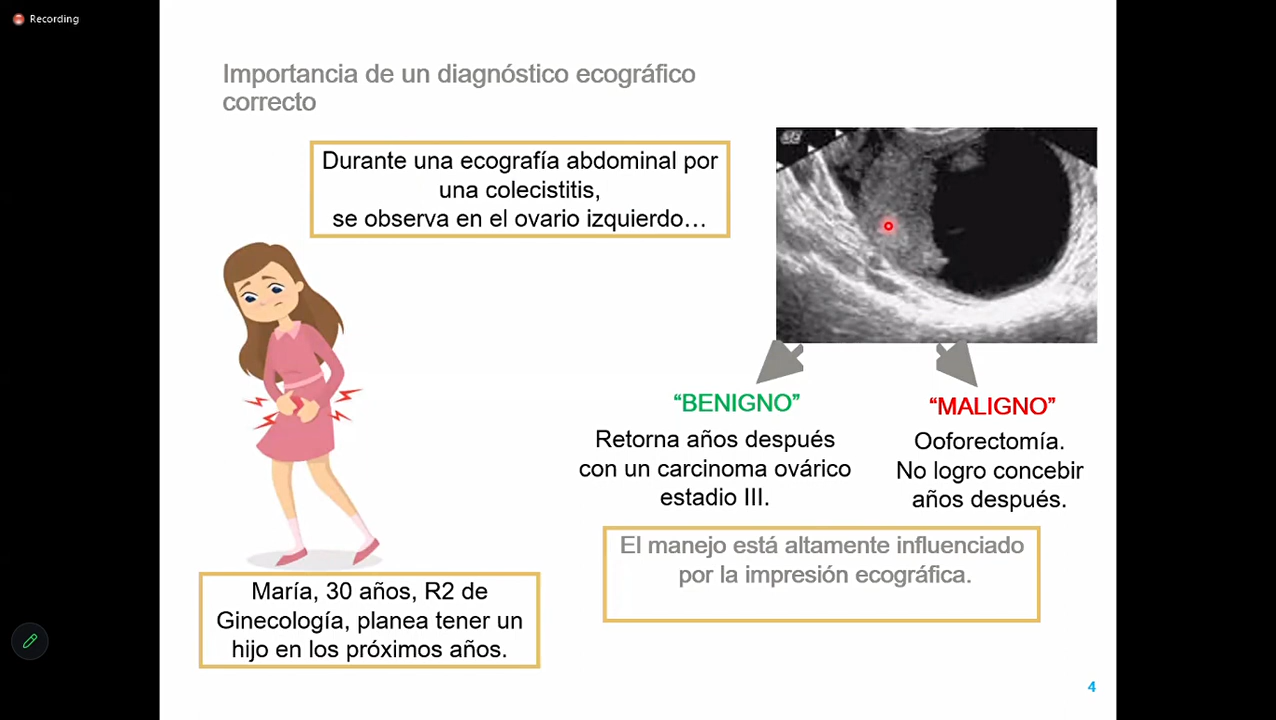 Recording
Importancia de un diagnóstico ecográfico
correcto
Durante una ecografía abdominal por
una colecistitis,
se observa en el ovario izquierdo…
“BENIGNO”
Retorna años después
con un carcinoma ovárico
estadio III.
“MALIGNO”
Ooforectomía.
No logro concebir
años después.
El manejo está altamente influenciado
por la impresión ecográfica.
María, 30 años, R2 de
Ginecología, planea tener un
hijo en los próximos años.
4